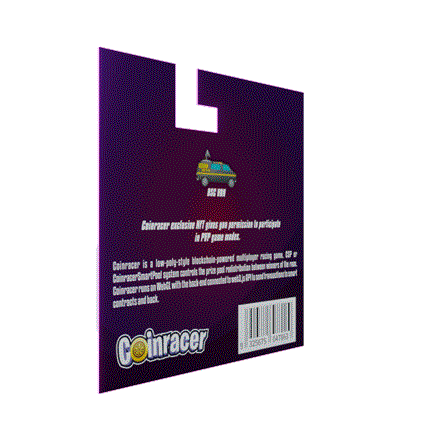 BSC VAN
Coinracer exclusive NFT gives you permission to participate
in PVP game modes.
Coinracer is a low-poly-style blockchain-powered multiplayer racing game. CSP or
CoinracerSmartPool system controls the prize pool redistribution between winners of the race.
Coinracer runs on WebGL with the back end connected to web3.js API to send transactions to smart
contracts and back.
Coinracer